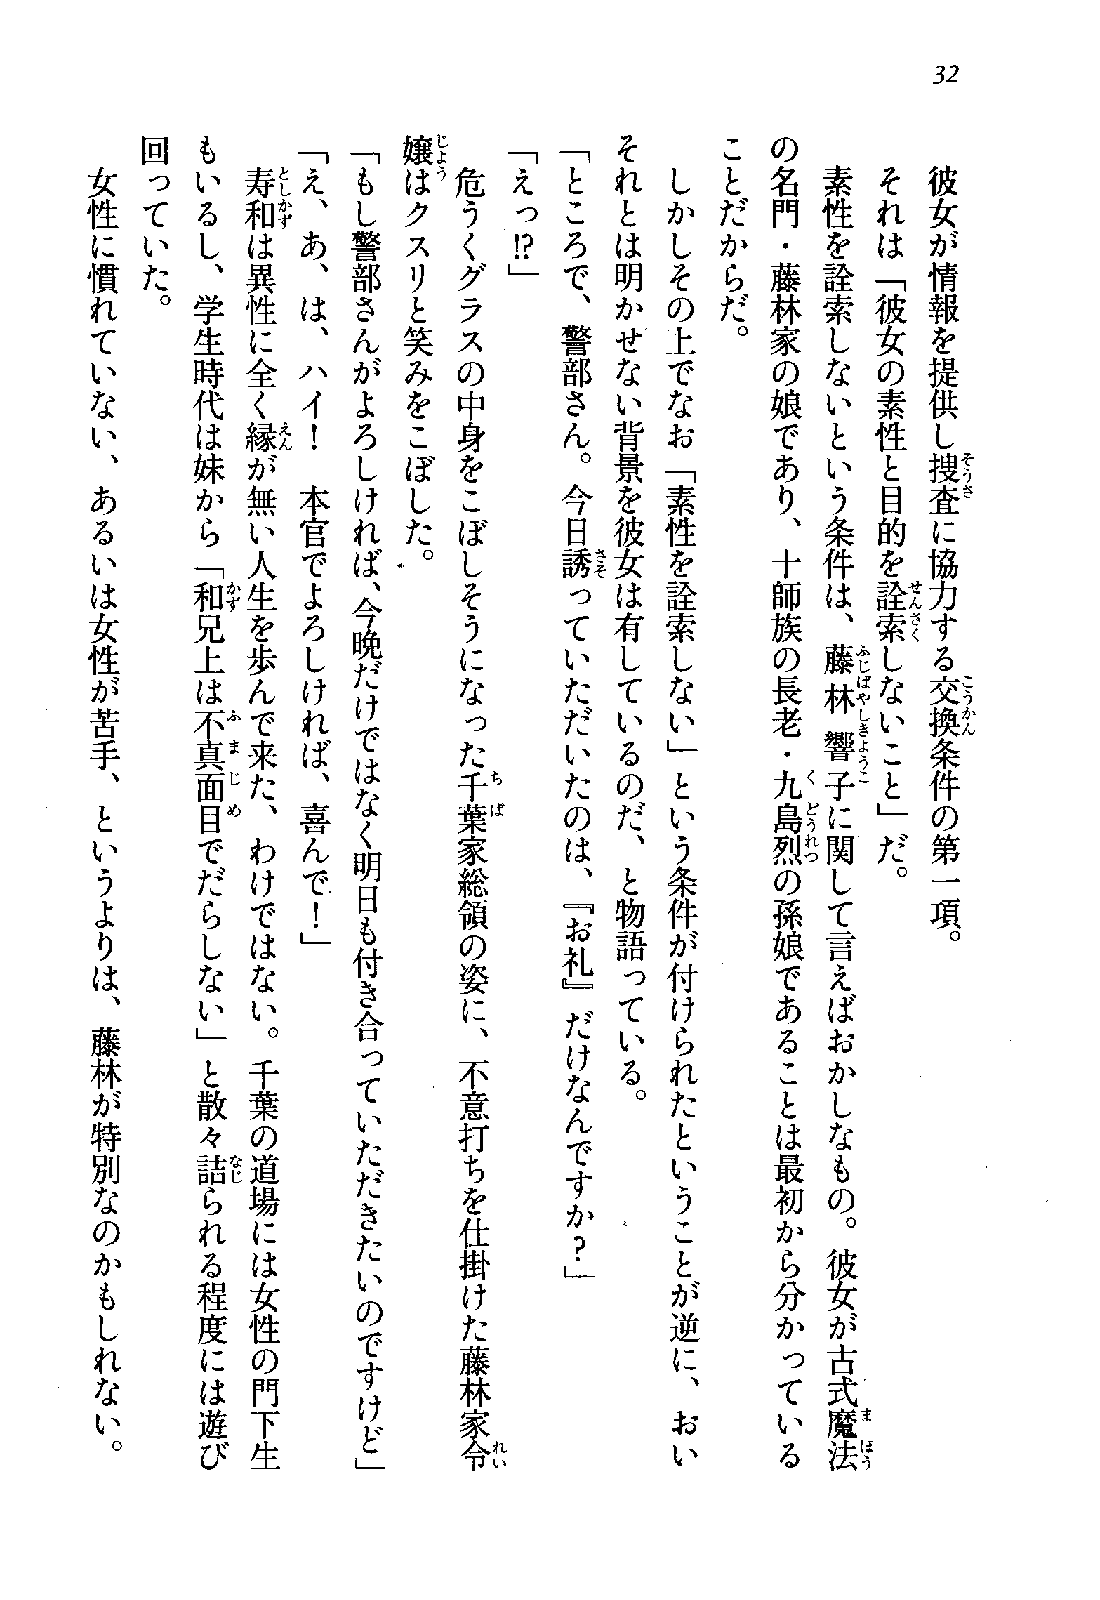 32
彼女が情報を提供し捜査に協力する交換条件の第一項。
それは「彼女の素性と目的を詮索しないこと」だ。
素性を詮索しないという条件は、藤林響子に関して言えばおかしなもの。彼女が古式魔法
の名門・藤林家の娘であり、十師族の長老・九島烈の孫娘であることは最初から分かっている
ことだからだ。
しかしその上でなお「素性を詮索しない」という条件が付けられたということが逆に、おい
それとは明かせない背景を彼女は有しているのだ、と物語っている。
「ところで、警部さん。今日誘っていただいたのは、『お礼』だけなんですか?」
「えっ!?」
危うくグラスの中身をこぼしそうになった千葉家総領の姿に、不意打ちを仕掛けた藤林家令
嬢はクスリと笑みをこぼした。
「もし警部さんがよろしければ、今晩だけではなく明日も付き合っていただきたいのですけど」
「え、あ、は、ハイ! 本官でよろしければ、喜んで!」
寿和は異性に全く縁が無い人生を歩んで来た、わけではない。千葉の道場には女性の門下生
もいるし、学生時代は妹から「和兄上は不真面目でだらしない」と散々詰られる程度には遊び
回っていた。
女性に慣れていない、あるいは女性が苦手、というよりは、藤林が特別なのかもしれない。